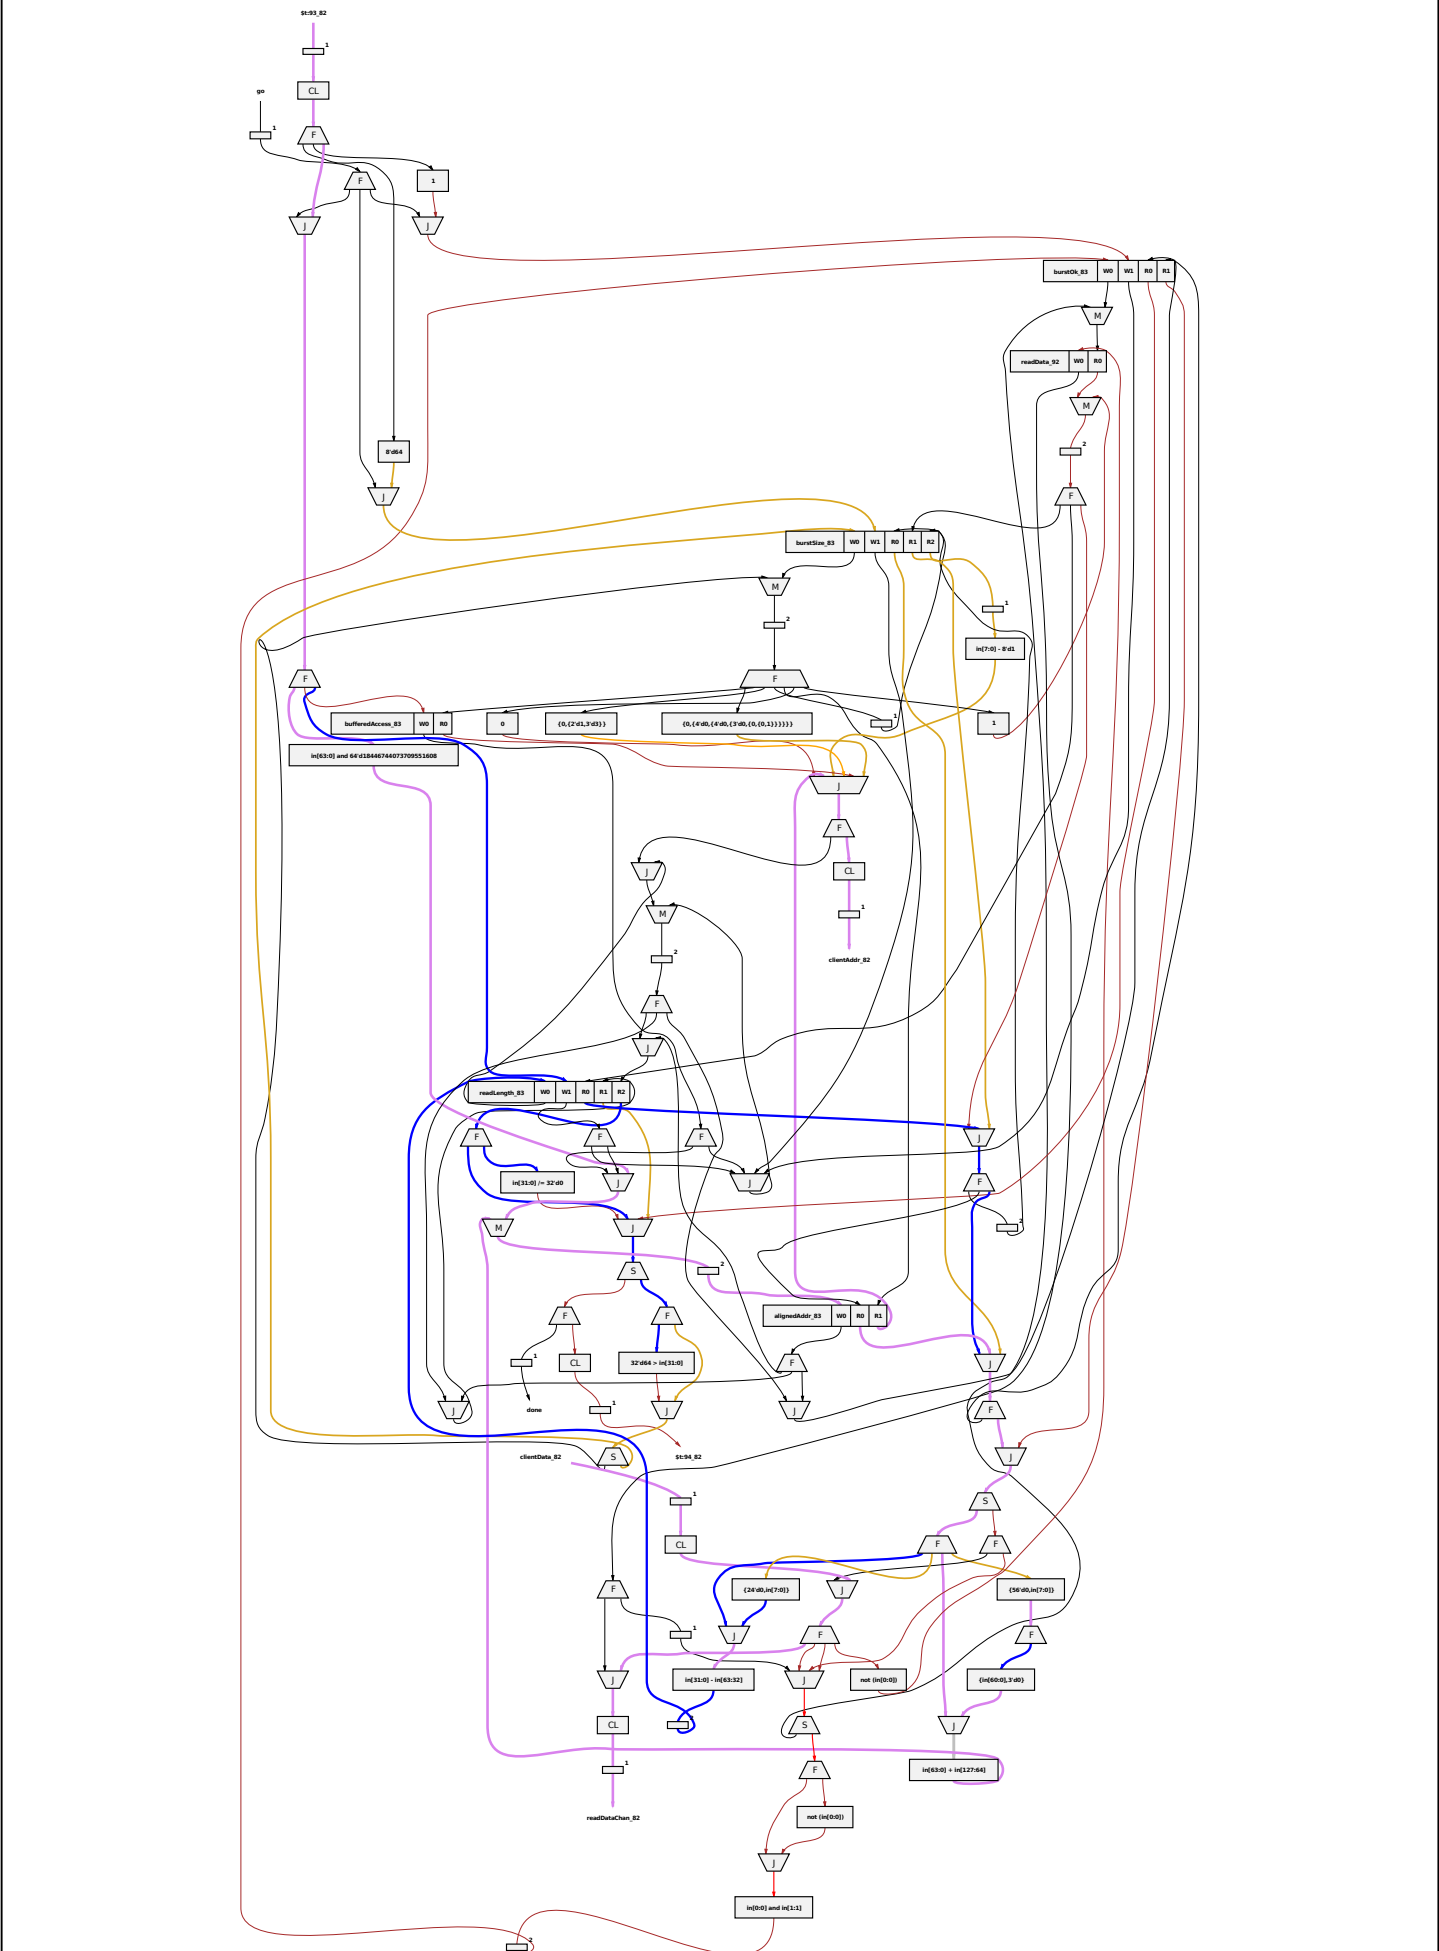 $t:93_82
1
CL
go
1
F
F
1
J
J
burstOk_83 W0 W1 R0 R1
M
readData_92 W0 R0
M
8'd64
2
J
F
burstSize_83 W0 W1 R0 R1 R2
M
1
2
in[7:0] - 8'd1
F
F
bufferedAccess_83 W0 R0
0
{0,{2'd1,3'd3}}
{0,{4'd0,{4'd0,{3'd0,{0,{0,1}}}}}}
1
1
in[63:0] and 64'd18446744073709551608
J
F
J
CL
M
1
2
clientAddr_82
F
J
readLength_83 W0 W1 R0 R1 R2
F
F
F
J
in[31:0] /= 32'd0
J
J
F
M
J
2
S
2
alignedAddr_83 W0 R0 R1
F
F
1
CL
32'd64 > in[31:0]
F
J
done
1
J
J
J
F
clientData_82
S
$t:94_82
J
1
S
CL
F
F
F
{24'd0,in[7:0]}
J
{56'd0,in[7:0]}
1
J
F
F
J
in[31:0] - in[63:32]
J
not (in[0:0])
{in[60:0],3'd0}
CL
S
J
1
F
in[63:0] + in[127:64]
readDataChan_82
not (in[0:0])
J
in[0:0] and in[1:1]
2